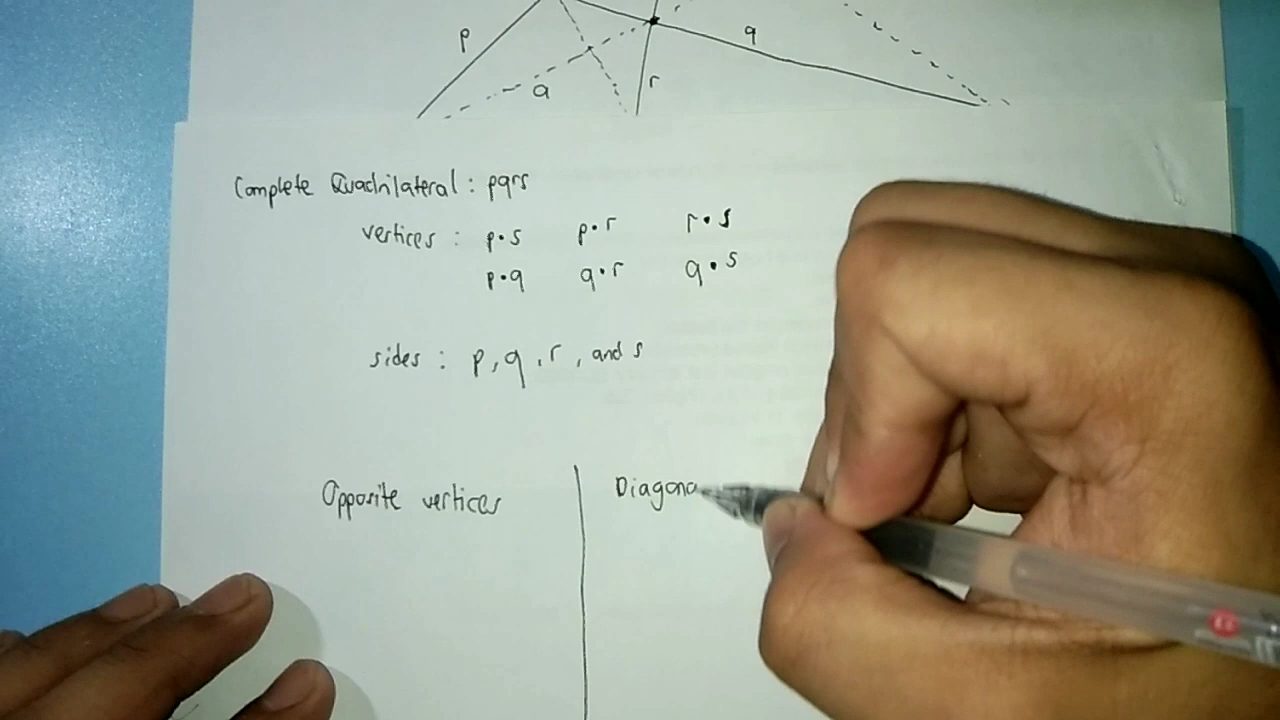 p
q
a
r
Complete Quadrilateral : pqrs
vertices : p•s p•r r•s
p•q q•r q•s
sides : p, q, r, and s
Opposite vertices Diagona